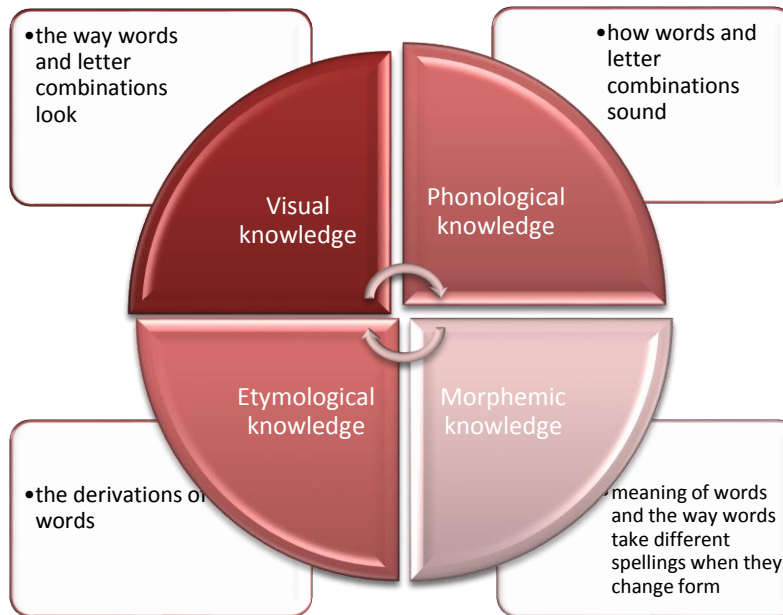 •the way words
and letter
combinations
look
•how words and
letter
combinations
sound
Visual
knowledge
Phonological
knowledge
Etymological
knowledge
Morphemic
knowledge
•the derivations of
words
•meaning of words
and the way words
take different
spellings when they
change form